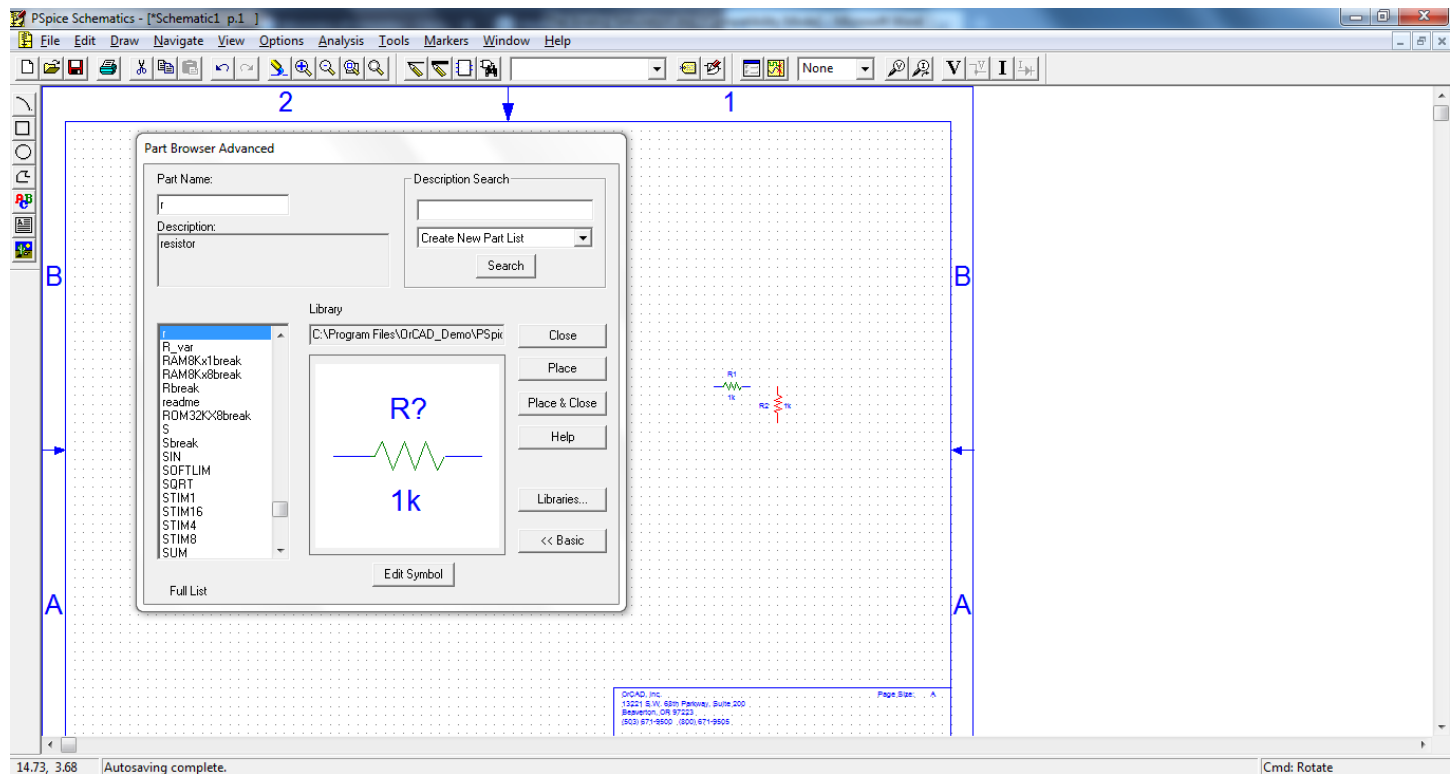 PSpice Schematics - [*Schematic1 p.1 ]
File Edit Draw Navigate View Options Analysis Tools Markers Window Help
None V I
2 1
Part Browser Advanced
Part Name:
r
Description:
resistor
Description Search
Create New Part List
Search
B B
Library
C:\Program Files\OrCAD_Demo\PSpic
r
R_var
RAM8Kx1break
RAM8Kx8break
Rbreak
readme
ROM32KX8break
S
Sbreak
SIN
SOFTLIM
SQRT
STIM1
STIM16
STIM4
STIM8
SUM
Full List
R?
1k
Edit Symbol
Close
Place
Place & Close
Help
Libraries...
<< Basic
R1
1k
R2 1k
A A
OrCAD, Inc.
13221 S.W. 68th Parkway, Suite 200
Beaverton, OR 97223
(503) 671-9500 (800) 671-9505
Page Size: A
14.73, 3.68 Autosaving complete. Cmd: Rotate